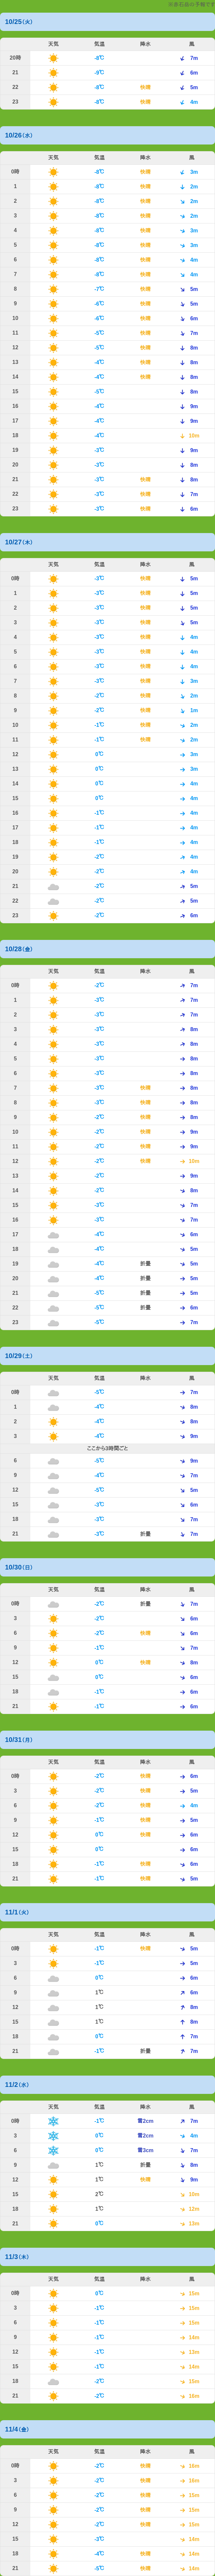 10/25(火)
天気 気温 降水 風
20時 -8℃ 7m
21 -9℃ 6m
22 -8℃ 快晴 5m
23 -8℃ 快晴 4m
10/26(水)
天気 気温 降水 風
0時 -8℃ 快晴 3m
1 -8℃ 快晴 2m
2 -8℃ 快晴 2m
3 -8℃ 快晴 2m
4 -8℃ 快晴 3m
5 -8℃ 快晴 3m
6 -8℃ 快晴 4m
7 -8℃ 快晴 4m
8 -7℃ 快晴 5m
9 -6℃ 快晴 5m
10 -6℃ 快晴 6m
11 -5℃ 快晴 7m
12 -5℃ 快晴 8m
13 -4℃ 快晴 8m
14 -4℃ 快晴 8m
15 -5℃ 8m
16 -4℃ 9m
17 -4℃ 9m
18 -4℃ 10m
19 -3℃ 9m
20 -3℃ 8m
21 -3℃ 快晴 8m
22 -3℃ 快晴 7m
23 -3℃ 快晴 6m
10/27(木)
天気 気温 降水 風
0時 -3℃ 快晴 5m
1 -3℃ 快晴 5m
2 -3℃ 快晴 5m
3 -3℃ 快晴 5m
4 -3℃ 快晴 4m
5 -3℃ 快晴 4m
6 -3℃ 快晴 4m
7 -3℃ 快晴 3m
8 -2℃ 快晴 2m
9 -2℃ 快晴 1m
10 -1℃ 快晴 2m
11 -1℃ 快晴 2m
12 0℃ 3m
13 0℃ 3m
14 0℃ 4m
15 0℃ 4m
16 -1℃ 4m
17 -1℃ 4m
18 -2℃ 4m
19 -2℃ 4m
20 -2℃ 4m
21 -2℃ 5m
22 -2℃ 5m
23 -2℃ 6m
10/28(金)
天気 気温 降水 風
0時 -2℃ 7m
1 -3℃ 7m
2 -3℃ 7m
3 -3℃ 8m
4 -3℃ 8m
5 -3℃ 8m
6 -3℃ 8m
7 -3℃ 快晴 8m
8 -3℃ 快晴 8m
9 -2℃ 快晴 8m
10 -2℃ 快晴 9m
11 -2℃ 快晴 9m
12 -2℃ 快晴 10m
13 -2℃ 9m
14 -2℃ 8m
15 -3℃ 7m
16 -3℃ 7m
17 -4℃ 6m
18 -4℃ 5m
19 -4℃ 折曇 5m
20 -4℃ 折曇 5m
21 -5℃ 折曇 5m
22 -5℃ 折曇 6m
23 -5℃ 7m
10/29(土)
天気 気温 降水 風
0時 -5℃ 7m
1 -4℃ 8m
2 -4℃ 8m
3 -4℃ 9m
ここから3時間ごと
6 -5℃ 9m
9 -4℃ 7m
12 -5℃ 5m
15 -3℃ 6m
18 -3℃ 7m
21 -3℃ 折曇 7m
10/30(日)
天気 気温 降水 風
0時 -2℃ 折曇 7m
3 -2℃ 6m
6 -2℃ 快晴 6m
9 -1℃ 7m
12 0℃ 快晴 8m
15 0℃ 6m
18 -1℃ 6m
21 -1℃ 6m
10/31(月)
天気 気温 降水 風
0時 -2℃ 快晴 6m
3 -2℃ 快晴 5m
6 -2℃ 快晴 4m
9 -1℃ 快晴 5m
12 0℃ 快晴 6m
15 0℃ 6m
18 -1℃ 快晴 6m
21 -1℃ 快晴 5m
11/1(火)
天気 気温 降水 風
0時 -1℃ 快晴 5m
3 -1℃ 5m
6 0℃ 6m
9 1℃ 6m
12 1℃ 8m
15 1℃ 8m
18 0℃ 7m
21 -1℃ 折曇 7m
11/2(水)
天気 気温 降水 風
0時 -1℃ 雪2cm 7m
3 0℃ 雪2cm 4m
6 0℃ 雪3cm 7m
9 1℃ 折曇 8m
12 1℃ 快晴 9m
15 2℃ 10m
18 1℃ 12m
21 0℃ 13m
11/3(木)
天気 気温 降水 風
0時 0℃ 15m
3 -1℃ 15m
6 -1℃ 15m
9 -1℃ 14m
12 -1℃ 13m
15 -1℃ 14m
18 -2℃ 15m
21 -2℃ 16m
11/4(金)
天気 気温 降水 風
0時 -2℃ 快晴 16m
3 -2℃ 快晴 16m
6 -2℃ 快晴 15m
9 -2℃ 快晴 15m
12 -2℃ 快晴 15m
15 -3℃ 14m
18 -4℃ 快晴 14m
21 -5℃ 快晴 14m